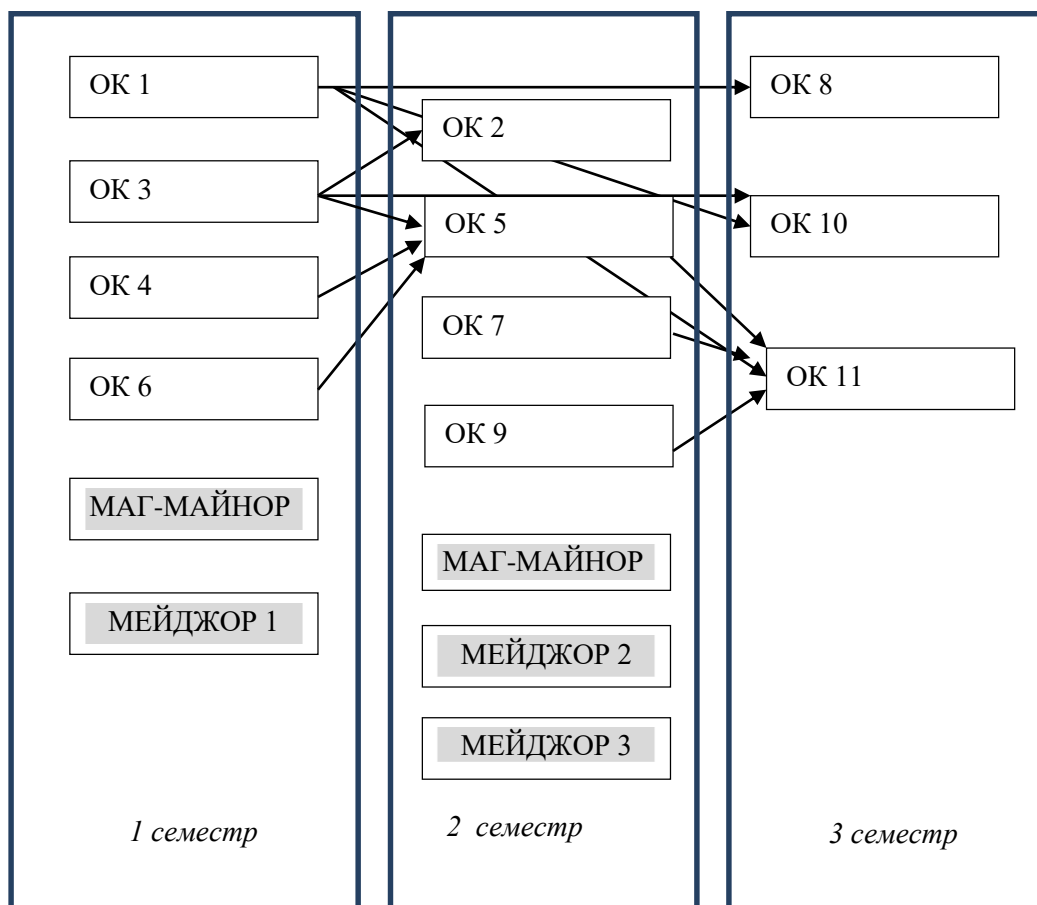 ОК 1
ОК 3
ОК 4
ОК 6
МАГ-МАЙНОР
МЕЙДЖОР 1
1 семестр
ОК 2
ОК 5
ОК 7
ОК 9
МАГ-МАЙНОР
МЕЙДЖОР 2
МЕЙДЖОР 3
2 семестр
ОК 8
ОК 10
ОК 11
3 семестр